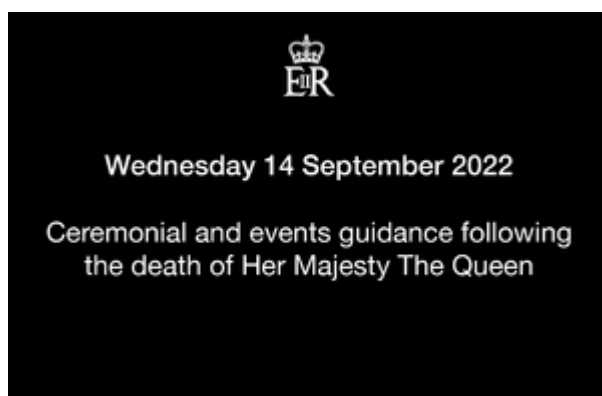 EIIR
Wednesday 14 September 2022
Ceremonial and events guidance following
the death of Her Majesty The Queen